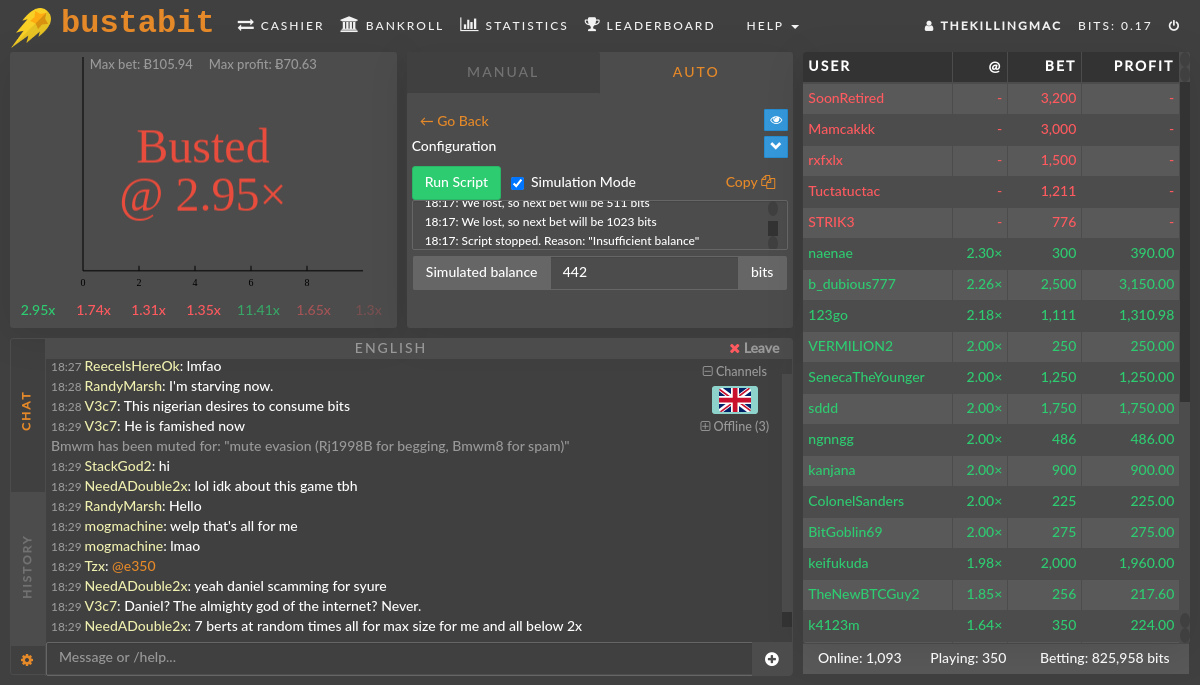 bustabit CASHIER BANKROLL STATISTICS LEADERBOARD HELP THEKILLINGMAC BITS: 0.17
Max bet: Ƀ105.94 Max profit: Ƀ70.63
Busted
@ 2.95×
0 2 4 6 8
2.95x 1.74x 1.31x 1.35x 11.41x 1.65x 1.3x
MANUAL AUTO
← Go Back
Configuration
Run Script Simulation Mode Copy
18:17: We lost, so next bet will be 511 bits
18:17: We lost, so next bet will be 1023 bits
18:17: Script stopped. Reason: "Insufficient balance"
Simulated balance 442 bits
CHAT
HISTORY
ENGLISH Leave
Channels
Offline (3)
18:27 ReeceIsHereOk: lmfao
18:28 RandyMarsh: I'm starving now.
18:28 V3c7: This nigerian desires to consume bits
18:29 V3c7: He is famished now
Bmwm has been muted for: "mute evasion (Rj1998B for begging, Bmwm8 for spam)"
18:29 StackGod2: hi
18:29 NeedADouble2x: lol idk about this game tbh
18:29 RandyMarsh: Hello
18:29 mogmachine: welp that's all for me
18:29 mogmachine: lmao
18:29 Tzx: @e350
18:29 NeedADouble2x: yeah daniel scamming for syure
18:29 V3c7: Daniel? The almighty god of the internet? Never.
18:29 NeedADouble2x: 7 berts at random times all for max size for me and all below 2x
Message or /help...
USER @ BET PROFIT
SoonRetired - 3,200 -
Mamcakkk - 3,000 -
rxfxlx - 1,500 -
Tuctatuctac - 1,211 -
STRIK3 - 776 -
naenae 2.30× 300 390.00
b_dubious777 2.26× 2,500 3,150.00
123go 2.18× 1,111 1,310.98
VERMILION2 2.00× 250 250.00
SenecaTheYounger 2.00× 1,250 1,250.00
sddd 2.00× 1,750 1,750.00
ngnngg 2.00× 486 486.00
kanjana 2.00× 900 900.00
ColonelSanders 2.00× 225 225.00
BitGoblin69 2.00× 275 275.00
keifukuda 1.98× 2,000 1,960.00
TheNewBTCGuy2 1.85× 256 217.60
k4123m 1.64× 350 224.00
Online: 1,093 Playing: 350 Betting: 825,958 bits